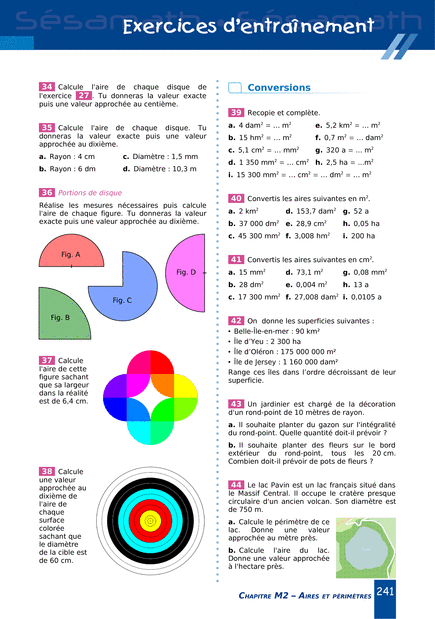 Sésamath
Exercices d'entraînement
34 Calcule l'aire de chaque disque de
l'exercice 27. Tu donneras la valeur exacte
puis une valeur approchée au centième.
35 Calcule l'aire de chaque disque. Tu
donneras la valeur exacte puis une valeur
approchée au dixième.
a. Rayon : 4 cm c. Diamètre : 1,5 mm
b. Rayon : 6 dm d. Diamètre : 10,3 m
36 Portions de disque
Réalise les mesures nécessaires puis calcule
l'aire de chaque figure. Tu donneras la valeur
exacte puis une valeur approchée au dixième.
Fig. A
Fig. D
Fig. C
Fig. B
37 Calcule
l'aire de cette
figure sachant
que sa largeur
dans la réalité
est de 6,4 cm.
38 Calcule
une valeur
approchée au
dixième de
l'aire de
chaque
surface
colorée
sachant que
le diamètre
de la cible est
de 60 cm.
Conversions
39 Recopie et complète.
a. 4 dam² = ... m² e. 5,2 km² = ... m²
b. 15 hm² = ... m² f. 0,7 m² = ... dam²
c. 5,1 cm² = ... mm² g. 320 a = ... m²
d. 1 350 mm² = ... cm² h. 2,5 ha = ...m²
i. 15 300 mm² = ... cm² = ... dm² = ... m²
40 Convertis les aires suivantes en m².
a. 2 km² d. 153,7 dam² g. 52 a
b. 37 000 dm² e. 28,9 cm² h. 0,05 ha
c. 45 300 mm² f. 3,008 hm² i. 200 ha
41 Convertis les aires suivantes en cm².
a. 15 mm² d. 73,1 m² g. 0,08 mm²
b. 28 dm² e. 0,004 m² h. 13 a
c. 17 300 mm² f. 27,008 dam² i. 0,0105 a
42 On donne les superficies suivantes :
• Belle-Île-en-mer : 90 km²
• Île d'Yeu : 2 300 ha
• Île d'Oléron : 175 000 000 m²
• Île de Jersey : 1 160 000 dam²
Range ces îles dans l'ordre décroissant de leur
superficie.
43 Un jardinier est chargé de la décoration
d'un rond-point de 10 mètres de rayon.
a. Il souhaite planter du gazon sur l'intégralité
du rond-point. Quelle quantité doit-il prévoir ?
b. Il souhaite planter des fleurs sur le bord
extérieur du rond-point, tous les 20 cm.
Combien doit-il prévoir de pots de fleurs ?
44 Le lac Pavin est un lac français situé dans
le Massif Central. Il occupe le cratère presque
circulaire d'un ancien volcan. Son diamètre est
de 750 m.
a. Calcule le périmètre de ce
lac. Donne une valeur
approchée au mètre près.
b. Calcule l'aire du lac.
Donne une valeur approchée
à l'hectare près.
CHAPITRE M2 – AIRES ET PÉRIMÈTRES 241